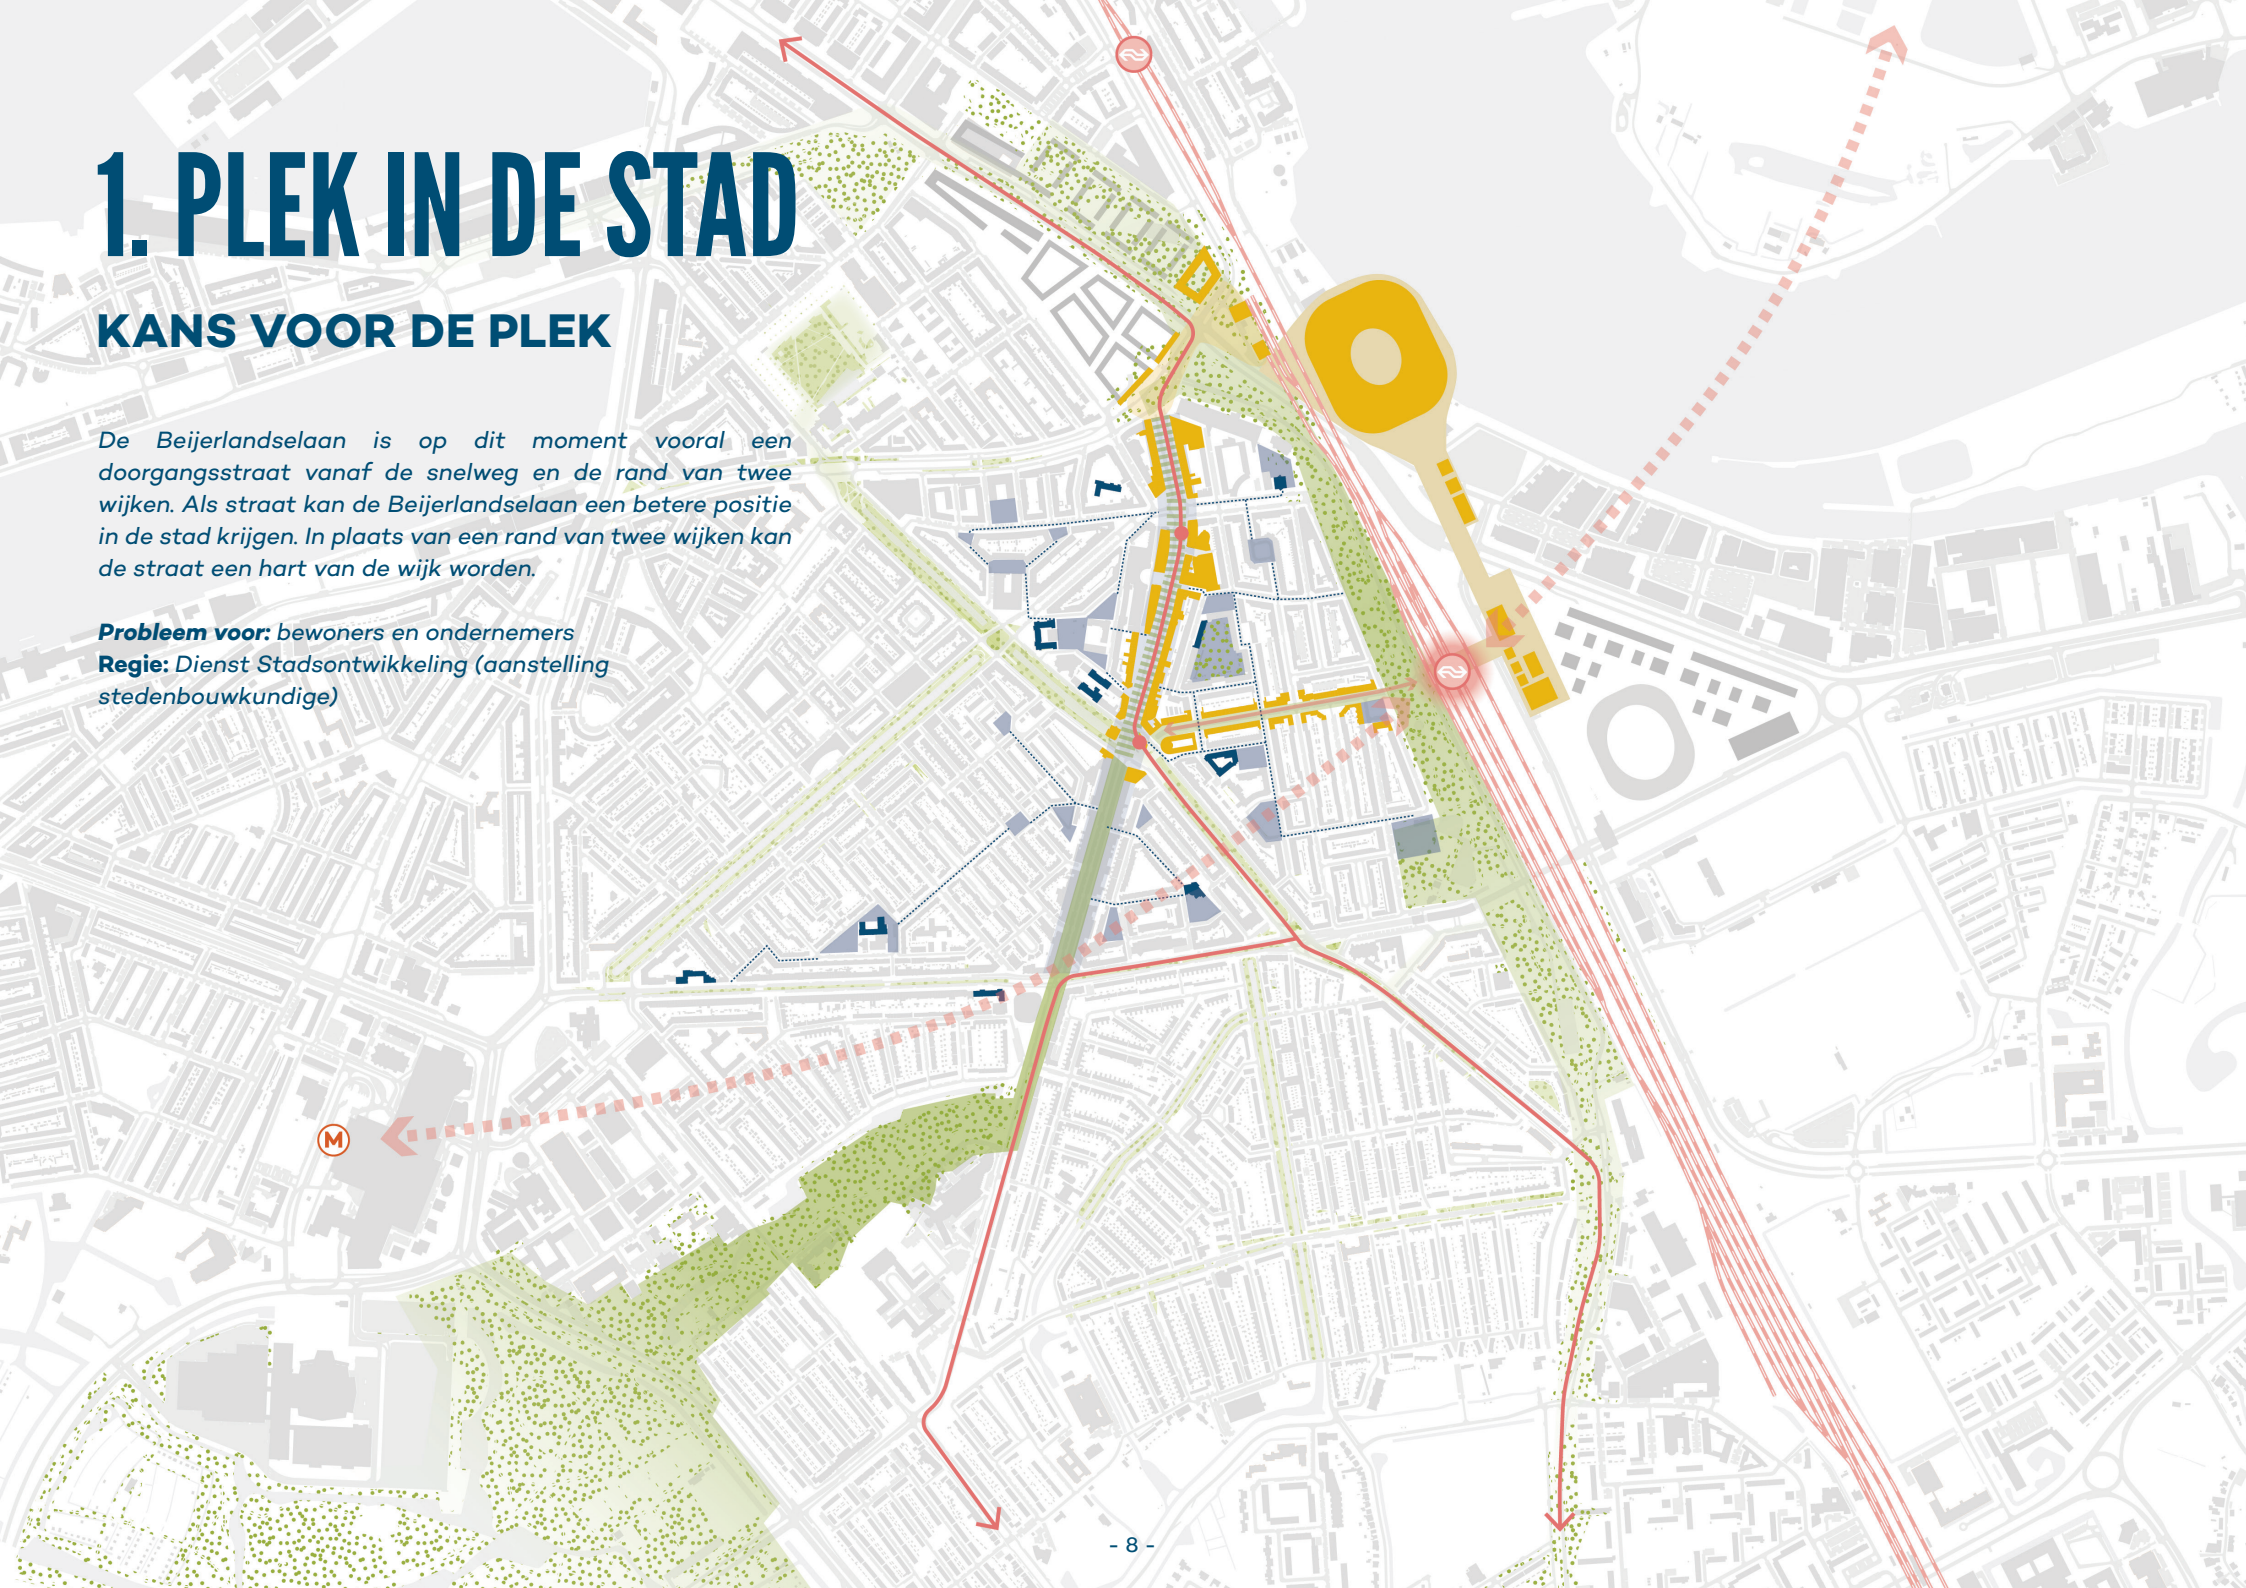 1. PLEK IN DE STAD
KANS VOOR DE PLEK
De Beijerlandselaan is op dit moment vooral een
doorgangsstraat vanaf de snelweg en de rand van twee
wijken. Als straat kan de Beijerlandselaan een betere positie
in de stad krijgen. In plaats van een rand van twee wijken kan
de straat een hart van de wijk worden.
Probleem voor: bewoners en ondernemers
Regie: Dienst Stadsontwikkeling (aanstelling
stedenbouwkundige)
M
- 8 -